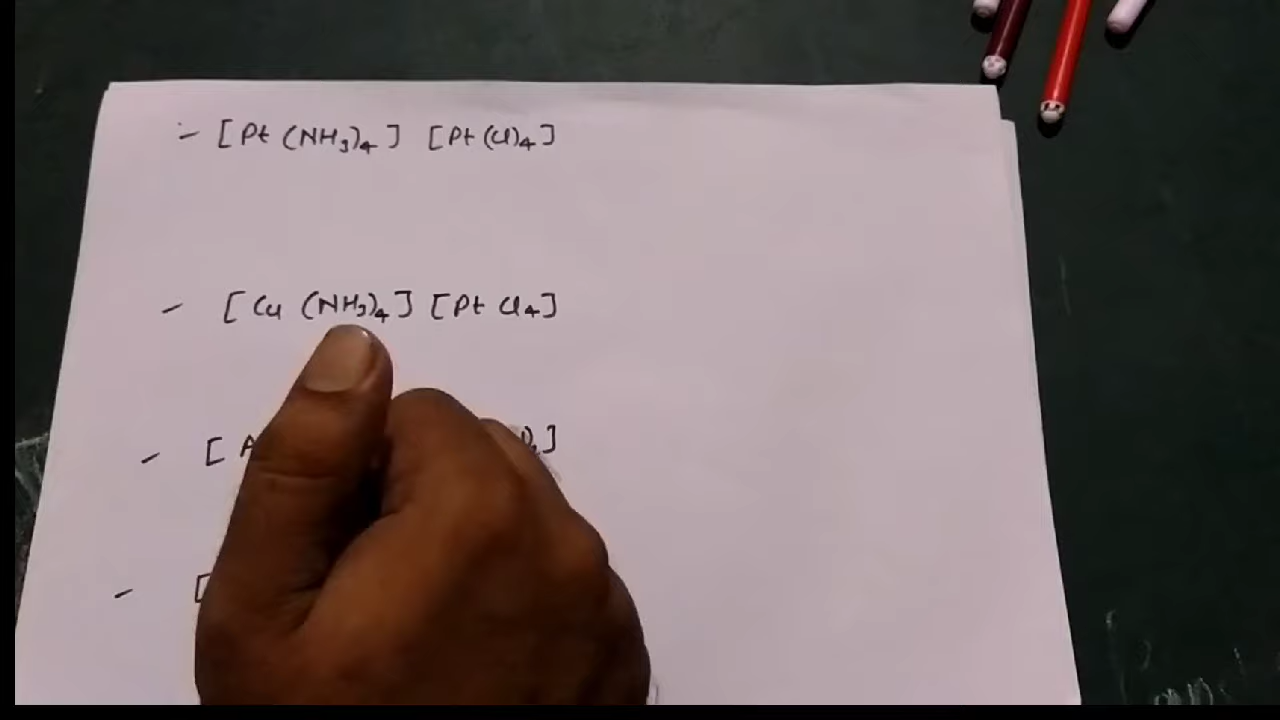 - [Pt (NH₃)₄] [Pt(Cl)₄]
- [Cu (NH₃)₄] [Pt Cl₄]
- [ A ]
- [